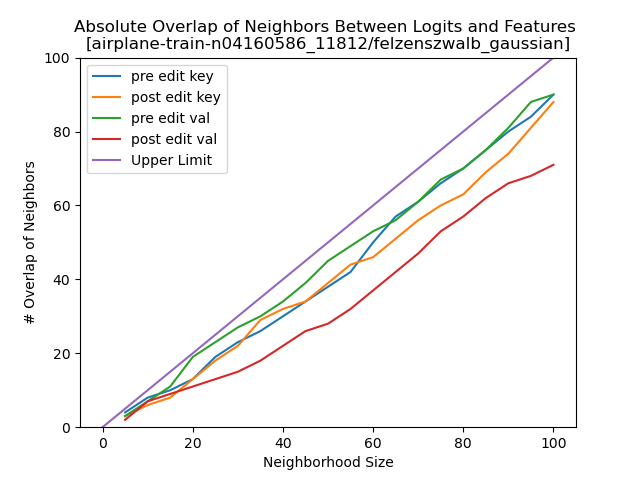 Absolute Overlap of Neighbors Between Logits and Features
[airplane-train-n04160586_11812/felzenszwalb_gaussian]
pre edit key
post edit key
pre edit val
post edit val
Upper Limit
# Overlap of Neighbors
100
80
60
40
20
0
0 20 40 60 80 100
Neighborhood Size